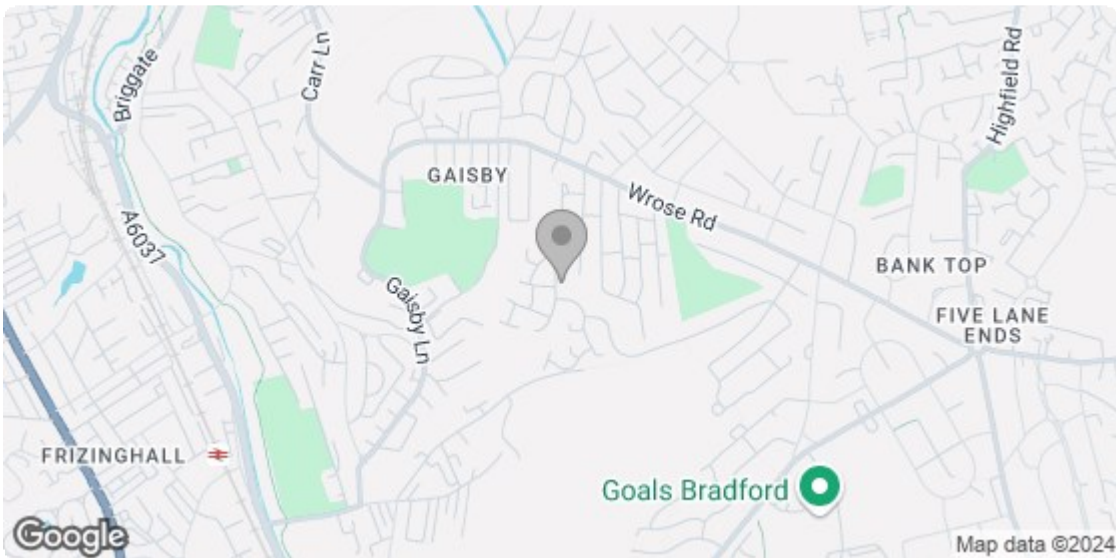 Highfield Rd
Carr Ln
Briggate
GAISBY
Wrose Rd
A6037
BANK TOP
Gaisby Ln
FIVE LANE
ENDS
FRIZINGHALL
Goals Bradford
Google
Map data ©2024